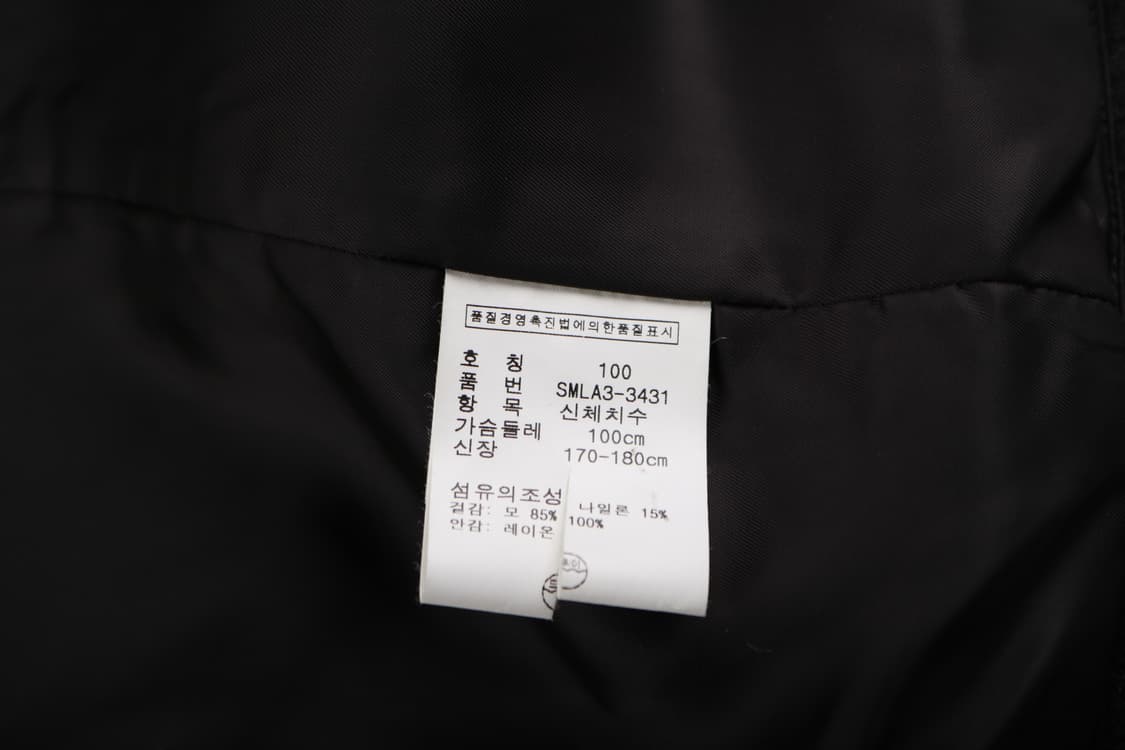 품질경영촉진법에의한품질표시
호 칭 100
품 번 SMLA3-3431
항 목 신체치수
가슴둘레 100cm
신장 170-180cm
섬유의조성
겉감: 모 85% 나일론 15%
안감: 레이온 100%